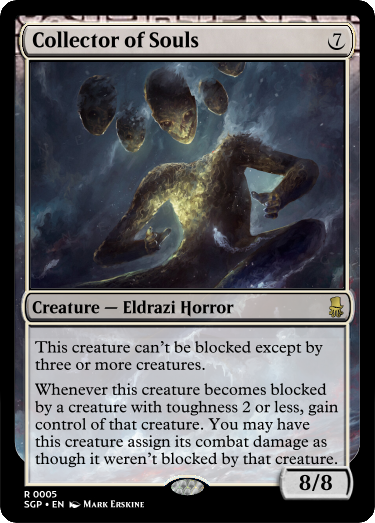 Collector of Souls 7
Creature — Eldrazi Horror
This creature can't be blocked except by
three or more creatures.
Whenever this creature becomes blocked
by a creature with toughness 2 or less, gain
control of that creature. You may have
this creature assign its combat damage as
though it weren't blocked by that creature.
8/8
R 0005
SGP • EN Mark Erskine